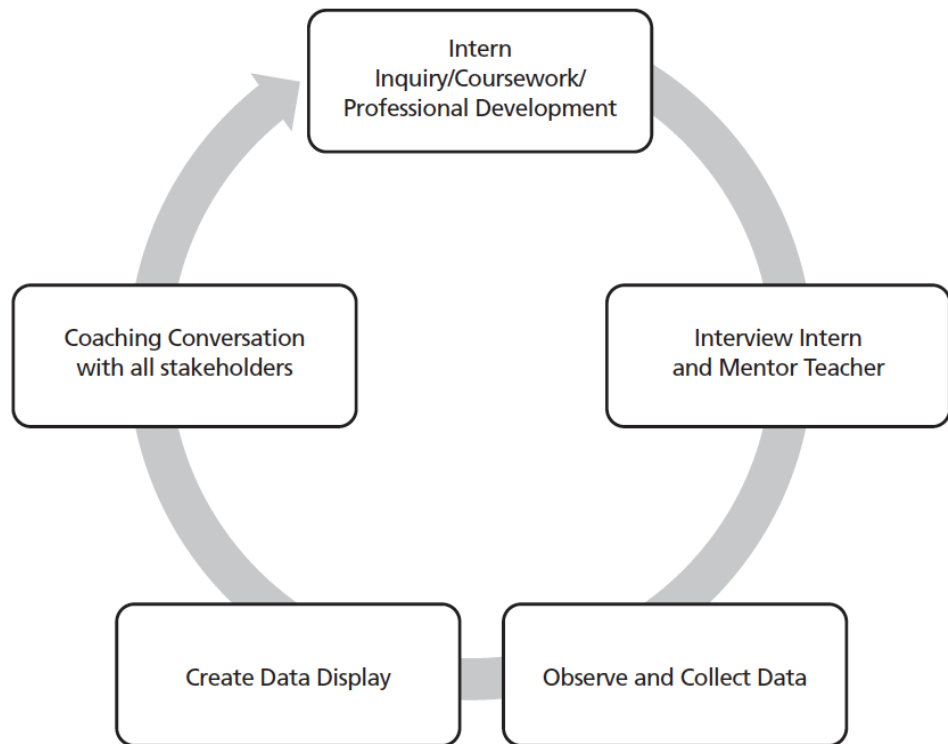 Intern
Inquiry/Coursework/
Professional Development
Interview Intern
and Mentor Teacher
Observe and Collect Data
Create Data Display
Coaching Conversation
with all stakeholders